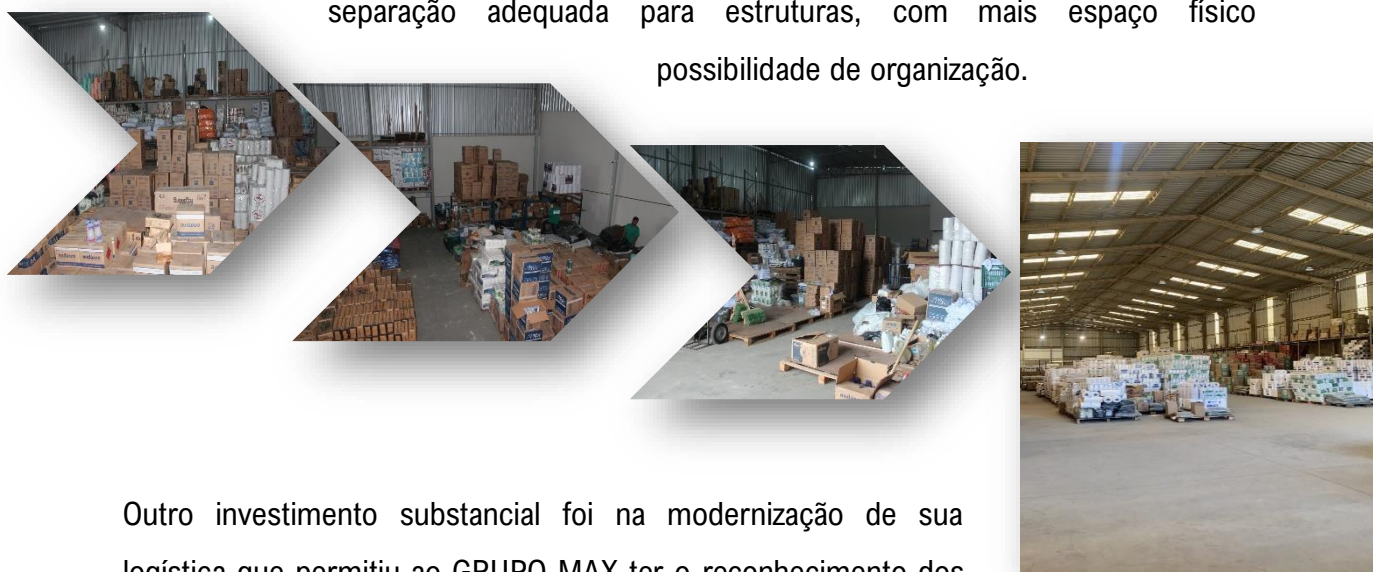 separação adequada para estruturas, com mais espaço físico
possibilidade de organização.
Outro investimento substancial foi na modernização de sua
logística que permitiu ao GRUPO MAX ter o reconhecimento dos